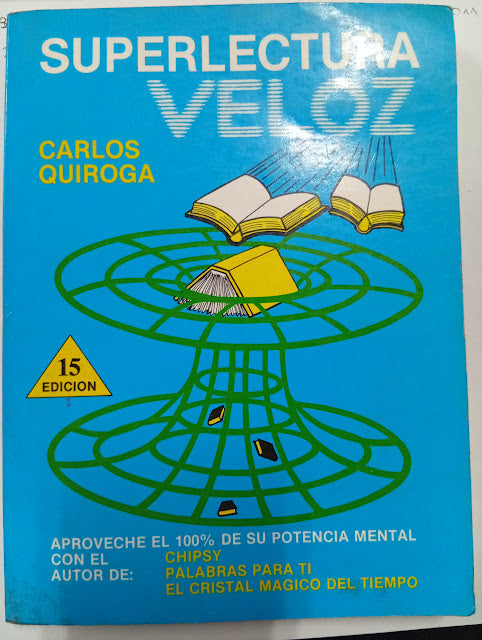 SUPERLECTURA
VELOZ
CARLOS
QUIROGA
15
EDICION
APROVECHE EL 100% DE SU POTENCIA MENTAL
CON EL CHIPSY
AUTOR DE: PALABRAS PARA TI
EL CRISTAL MAGICO DEL TIEMPO